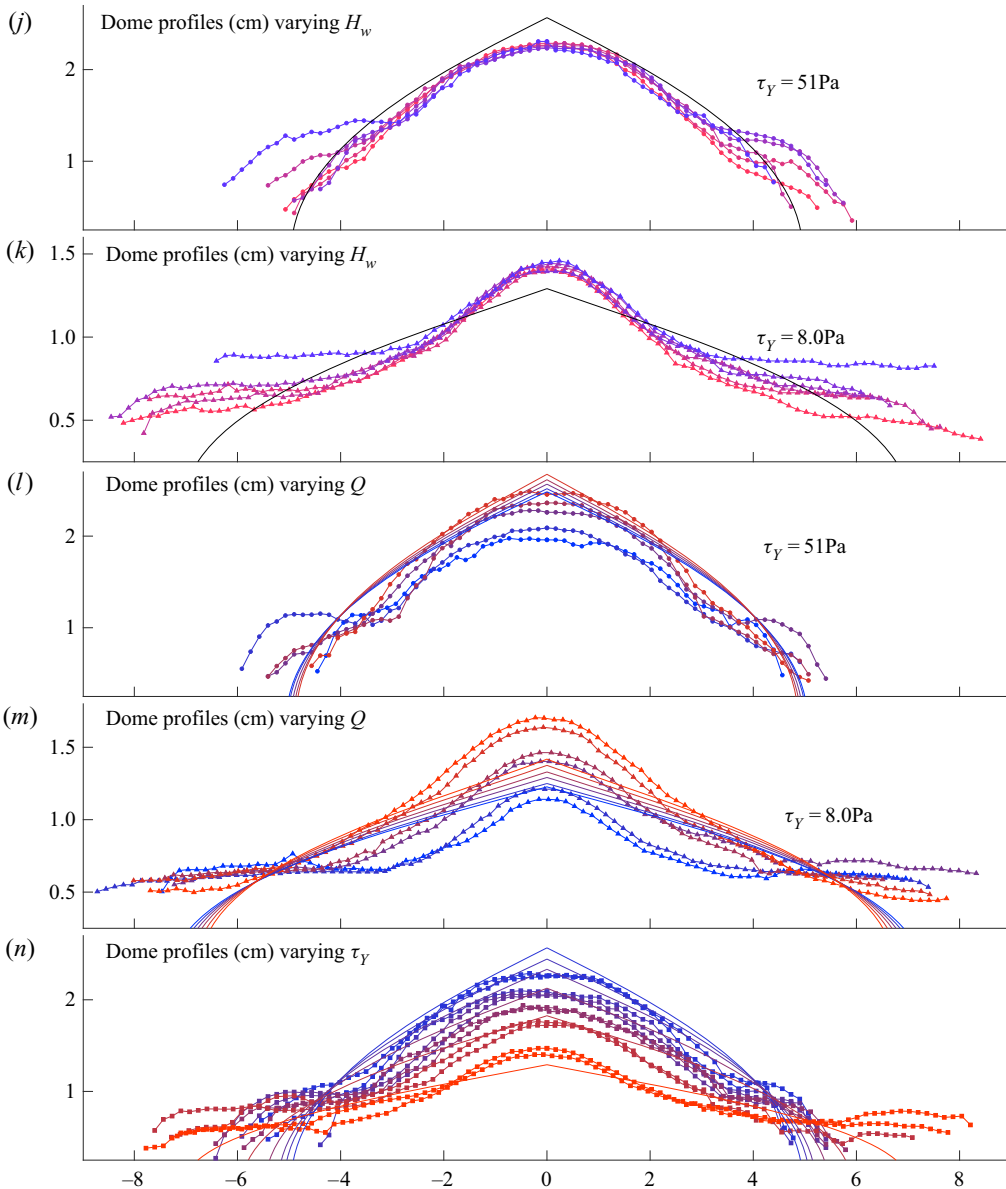 (j) Dome profiles (cm) varying H_w
2
τ_Y = 51Pa
1
(k) Dome profiles (cm) varying H_w
1.5
1.0
τ_Y = 8.0Pa
0.5
(l) Dome profiles (cm) varying Q
2
τ_Y = 51Pa
1
(m) Dome profiles (cm) varying Q
1.5
1.0
τ_Y = 8.0Pa
0.5
(n) Dome profiles (cm) varying τ_Y
2
1
–8 –6 –4 –2 0 2 4 6 8